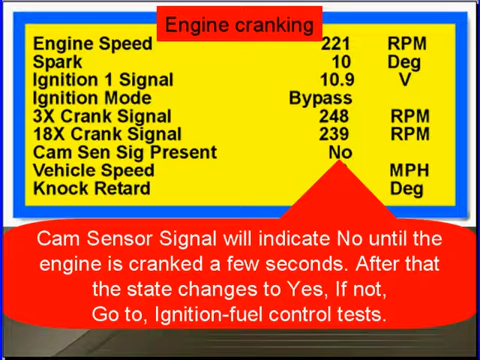 Engine cranking
Engine Speed 221 RPM
Spark 10 Deg
Ignition 1 Signal 10.9 V
Ignition Mode Bypass
3X Crank Signal 248 RPM
18X Crank Signal 239 RPM
Cam Sen Sig Present No
Vehicle Speed MPH
Knock Retard Deg
Cam Sensor Signal will indicate No until the
engine is cranked a few seconds. After that
the state changes to Yes, If not,
Go to, Ignition-fuel control tests.